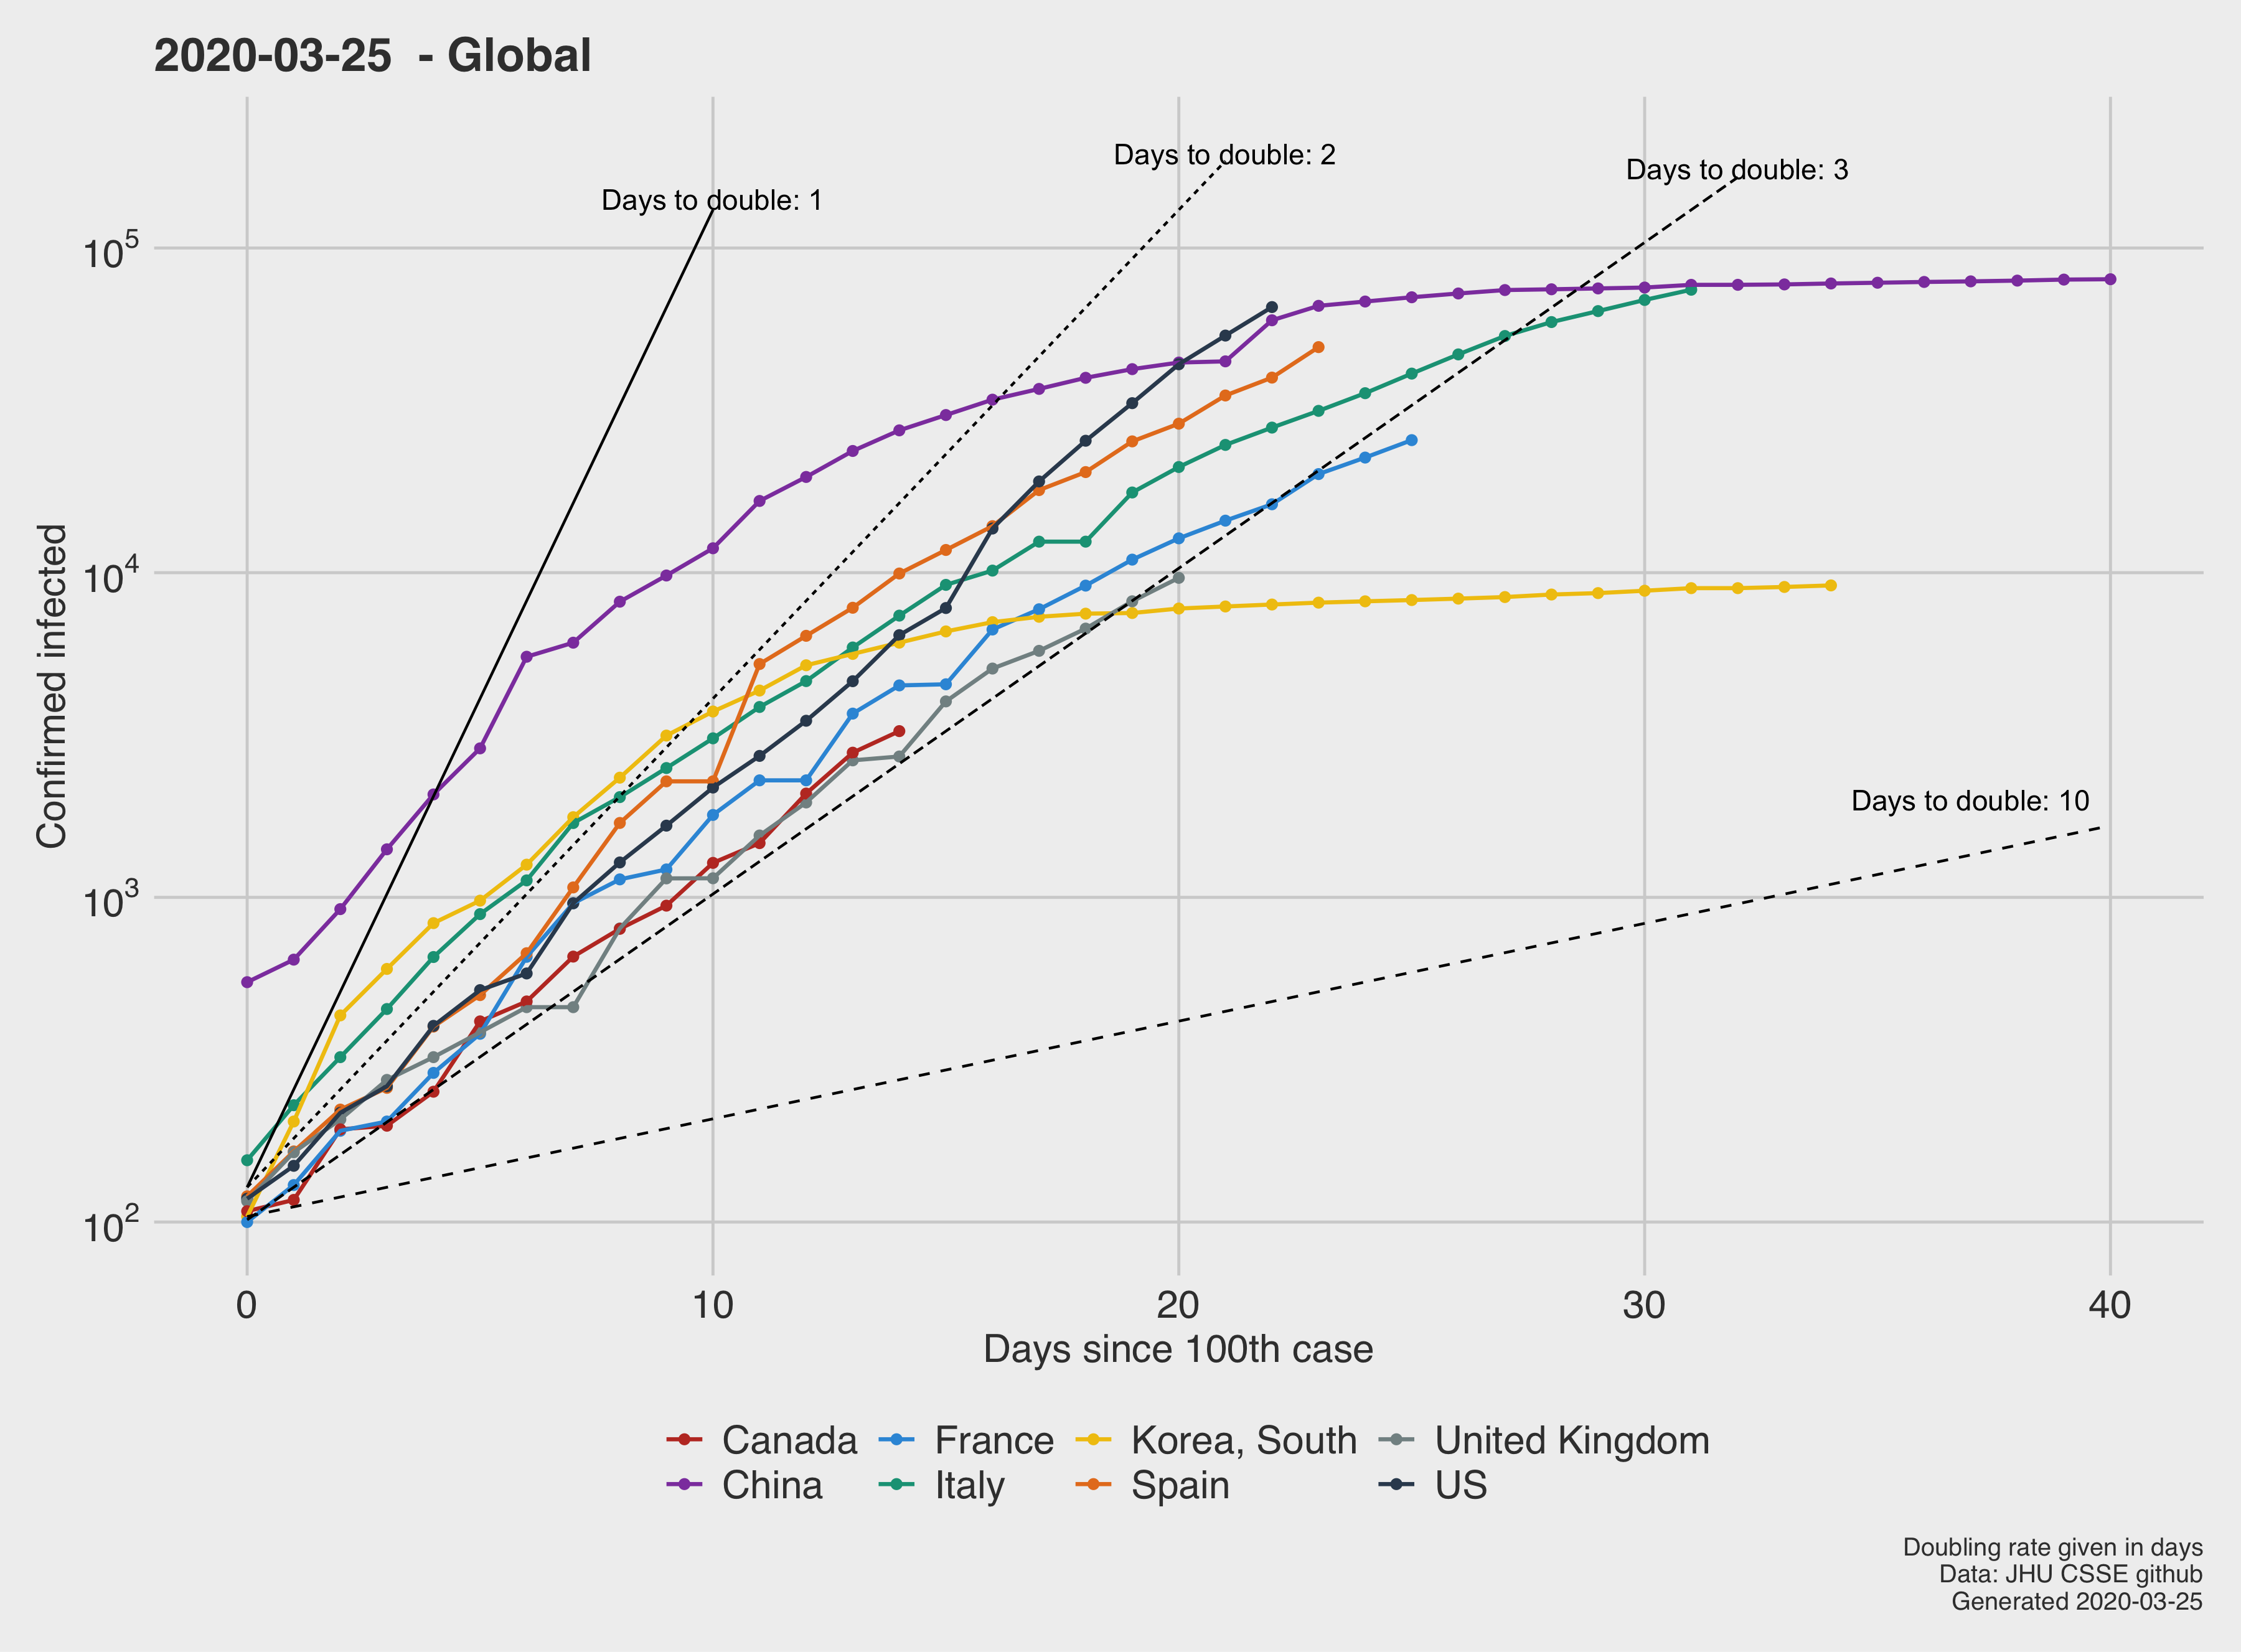 2020-03-25 - Global
Days to double: 1
Days to double: 2
Days to double: 3
Days to double: 10
Confirmed infected
10^5
10^4
10^3
10^2
0 10 20 30 40
Days since 100th case
Canada France Korea, South United Kingdom
China Italy Spain US
Doubling rate given in days
Data: JHU CSSE github
Generated 2020-03-25